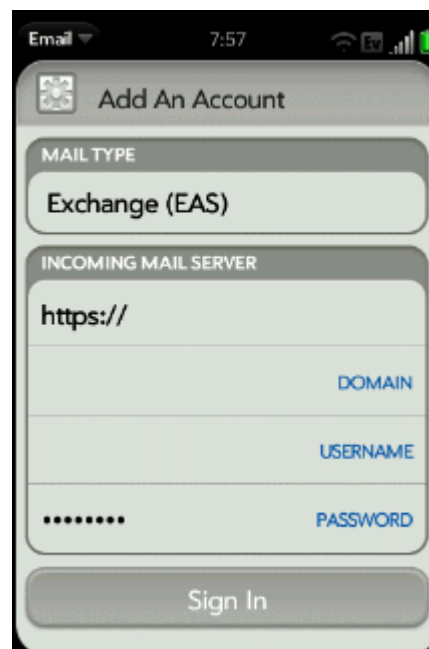 Email
7:57
Ev
Add An Account
MAIL TYPE
Exchange (EAS)
INCOMING MAIL SERVER
https://
DOMAIN
USERNAME
•••••••• PASSWORD
Sign In